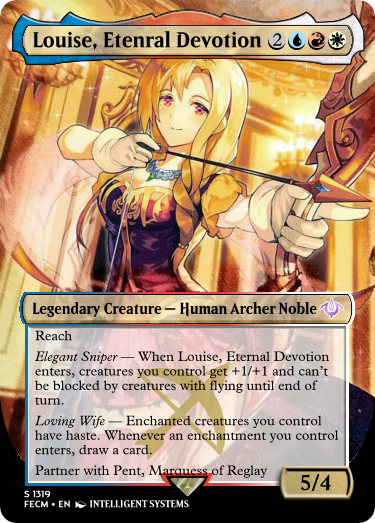 Louise, Etenral Devotion 2
Legendary Creature — Human Archer Noble
Reach
Elegant Sniper — When Louise, Eternal Devotion
enters, creatures you control get +1/+1 and can't
be blocked by creatures with flying until end of
turn.
Loving Wife — Enchanted creatures you control
have haste. Whenever an enchantment you control
enters, draw a card.
Partner with Pent, Marquess of Reglay
5/4
S 1319
FECM • EN INTELLIGENT SYSTEMS